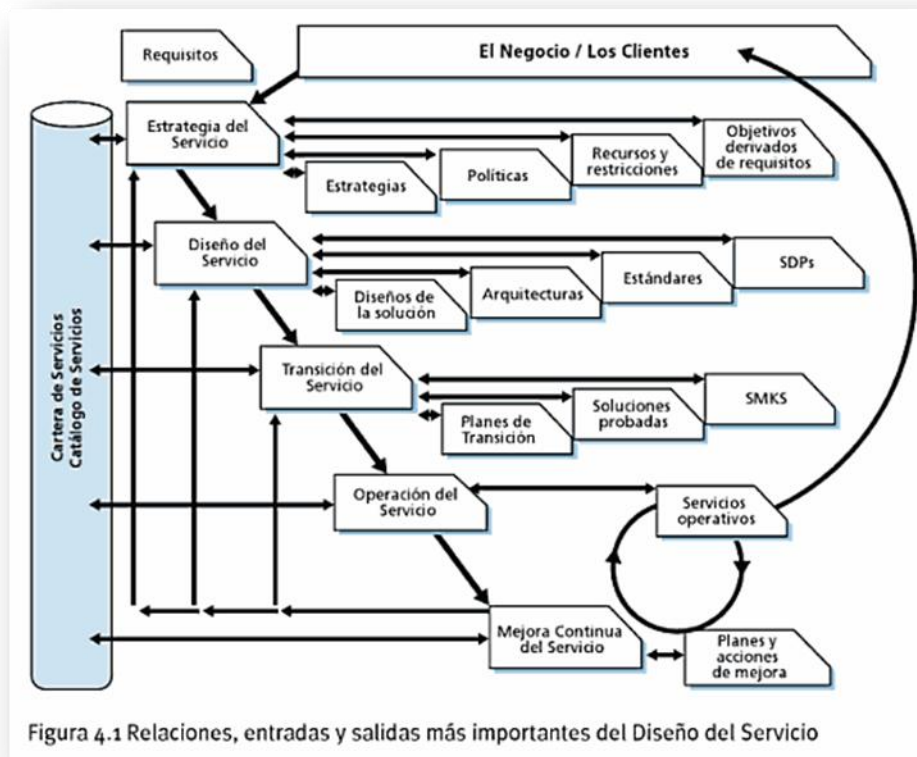 Requisitos
El Negocio / Los Clientes
Estrategia del
Servicio
Estrategias
Políticas
Recursos y
restricciones
Objetivos
derivados
de requisitos
Diseño del
Servicio
Diseños de
la solución
Arquitecturas
Estándares
SDPs
Cartera de Servicios
Catálogo de Servicios
Transición del
Servicio
Planes de
Transición
Soluciones
probadas
SMKS
Operación del
Servicio
Servicios
operativos
Mejora Continua
del Servicio
Planes y
acciones
de mejora
Figura 4.1 Relaciones, entradas y salidas más importantes del Diseño del Servicio